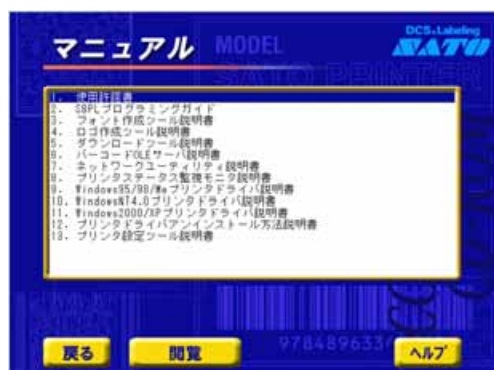 DCS&Labeling
SATO
マニュアル
MODEL
SATO PRINTER
1. 使用許諾書
2. SBPLプログラミングガイド
3. フォント作成ツール説明書
4. ロゴ作成ツール説明書
5. ダウンロードツール説明書
6. バーコードOLEサーバ説明書
7. ネットワークユーティリティ説明書
8. プリンタステータス監視モニタ説明書
9. Windows95/98/Meプリンタドライバ説明書
10. WindowsNT4.0プリンタドライバ説明書
11. Windows2000/XPプリンタドライバ説明書
12. プリンタドライバアンインストール方法説明書
13. プリンタ設定ツール説明書
978489633
戻る
閲覧
ヘルプ